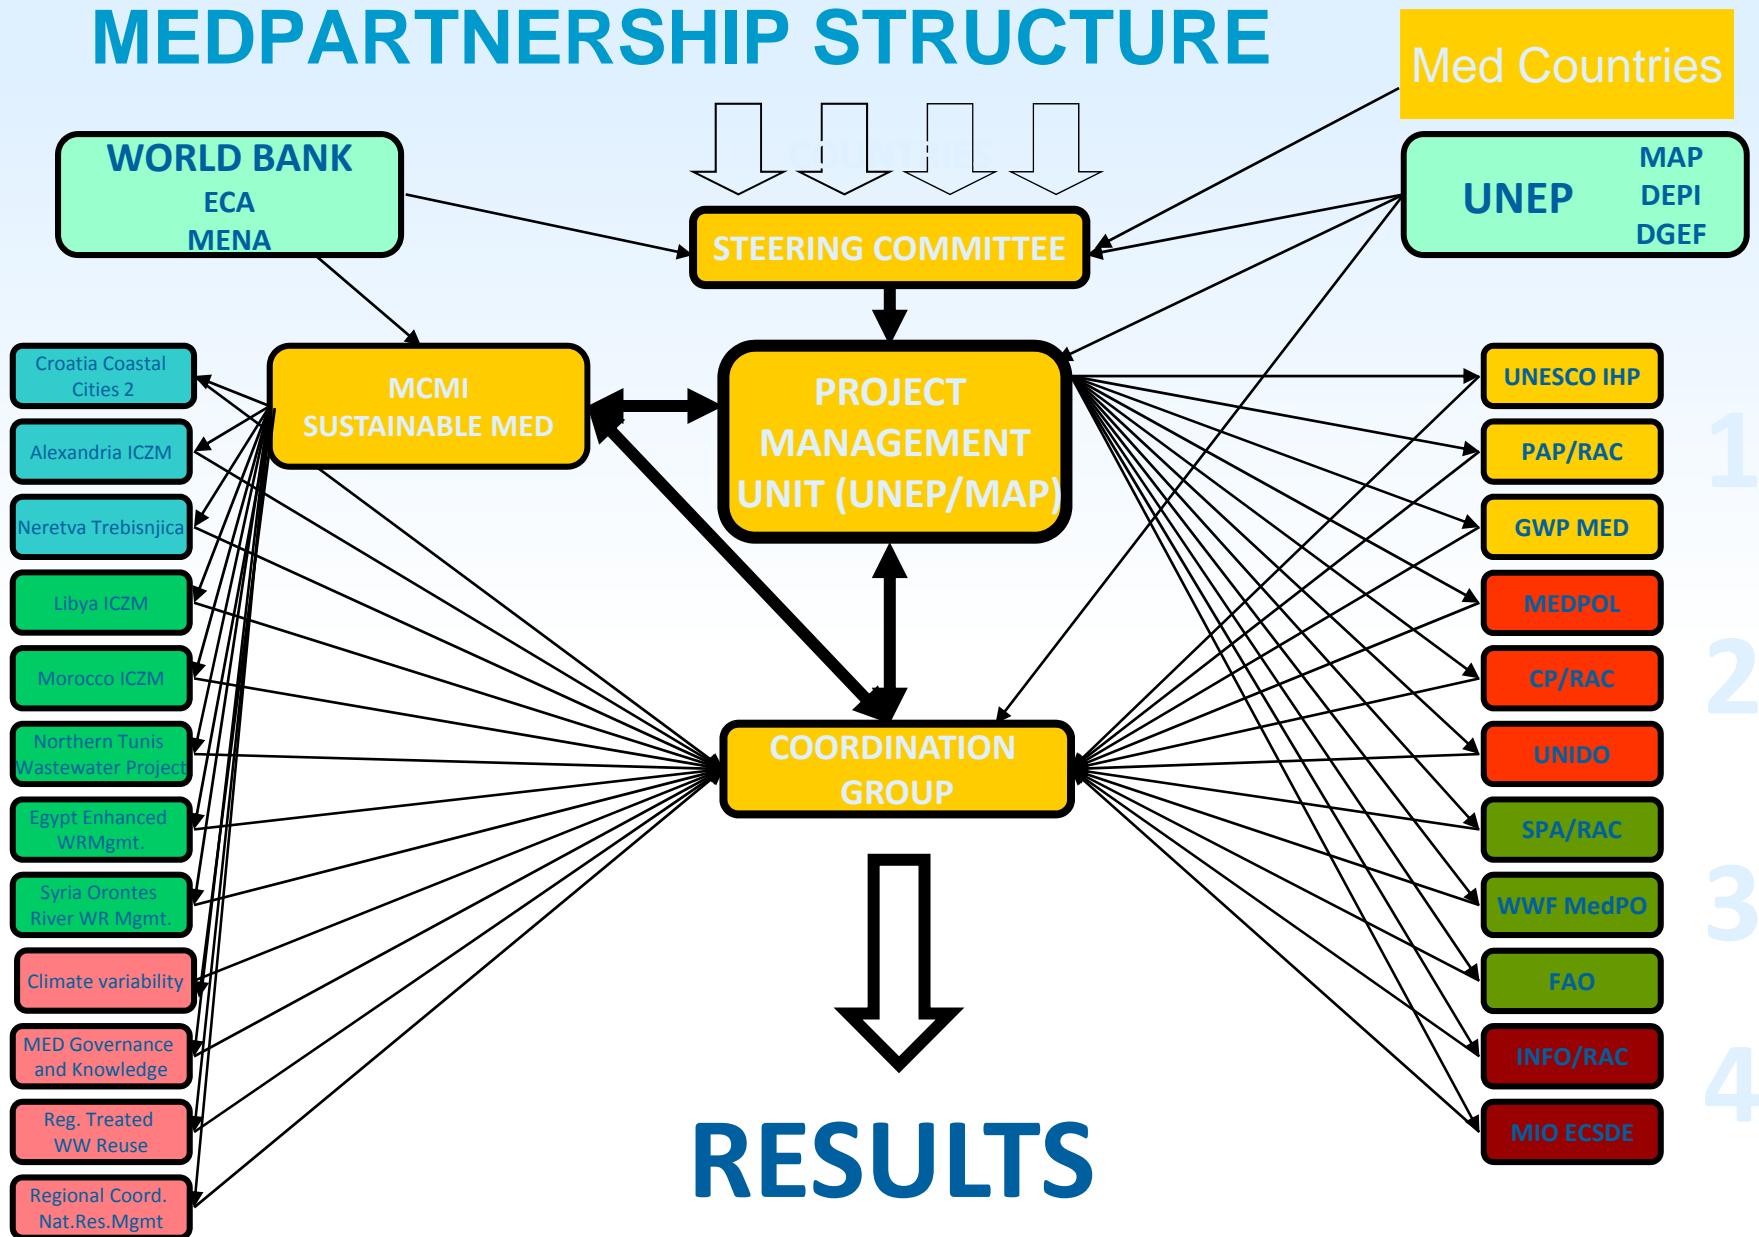 MEDPARTNERSHIP STRUCTURE
Med Countries
COUNTRIES
WORLD BANK
ECA
MENA
UNEP
MAP
DEPI
DGEF
STEERING COMMITTEE
MCMI
SUSTAINABLE MED
PROJECT
MANAGEMENT
UNIT (UNEP/MAP)
COORDINATION
GROUP
RESULTS
Croatia Coastal
Cities 2
Alexandria ICZM
Neretva Trebisnjica
Libya ICZM
Morocco ICZM
Northern Tunis
Wastewater Project
Egypt Enhanced
WRMgmt.
Syria Orontes
River WR Mgmt.
Climate variability
MED Governance
and Knowledge
Reg. Treated
WW Reuse
Regional Coord.
Nat.Res.Mgmt
UNESCO IHP
PAP/RAC
GWP MED
MEDPOL
CP/RAC
UNIDO
SPA/RAC
WWF MedPO
FAO
INFO/RAC
MIO ECSDE
1
2
3
4